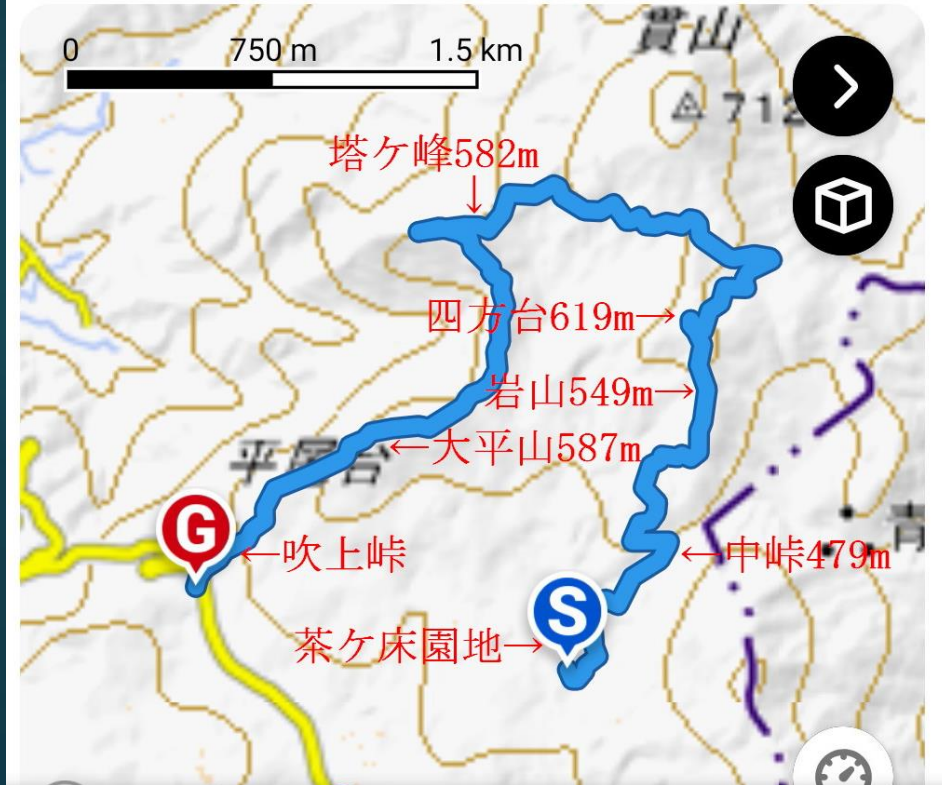 0 750 m 1.5 km
貫山
712
塔ケ峰582m
↓
四方台619m→
岩山549m→
←大平山587m
平尾台
G
←吹上峠
←中峠479m
S
茶ケ床園地→